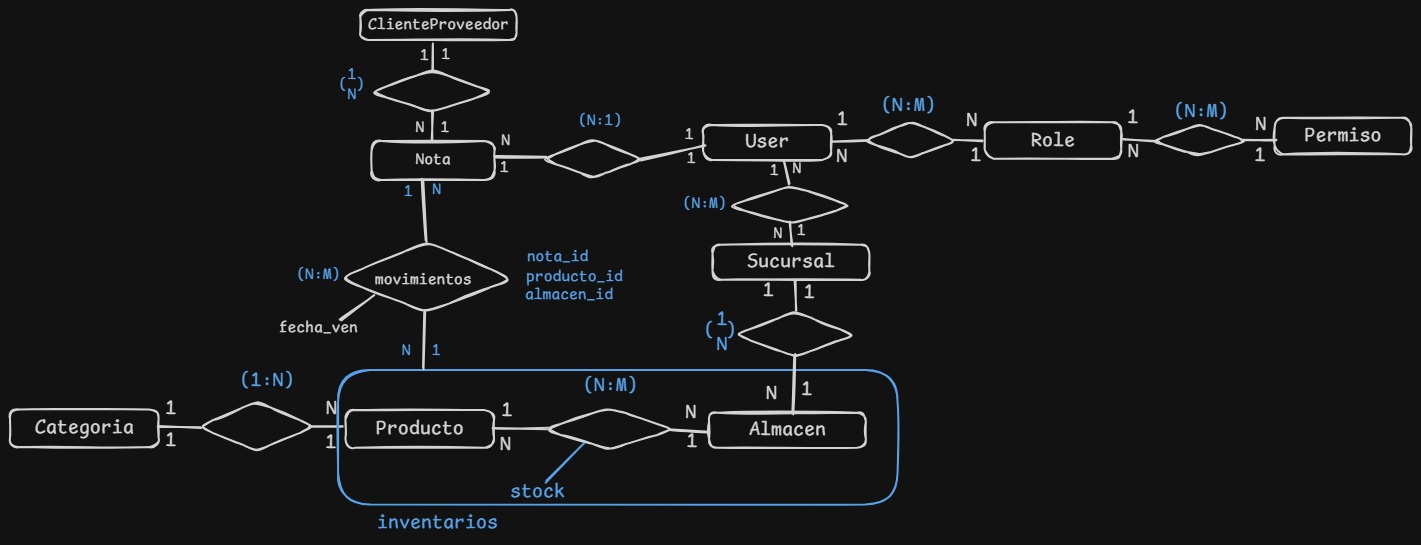 ClienteProveedor
1 1
(1
N)
N 1
Nota
N
1
(N:1)
1
1
User
1
N
(N:M)
N
1
Role
1
N
(N:M)
N
1
Permiso
1 N
(N:M)
N 1
Sucursal
1 1
(1
N)
N 1
1 N
(N:M)
movimientos
nota_id
producto_id
almacen_id
fecha_ven
N 1
Categoria
1
1
(1:N)
N
1
Producto
1
N
(N:M)
N
1
Almacen
stock
inventarios